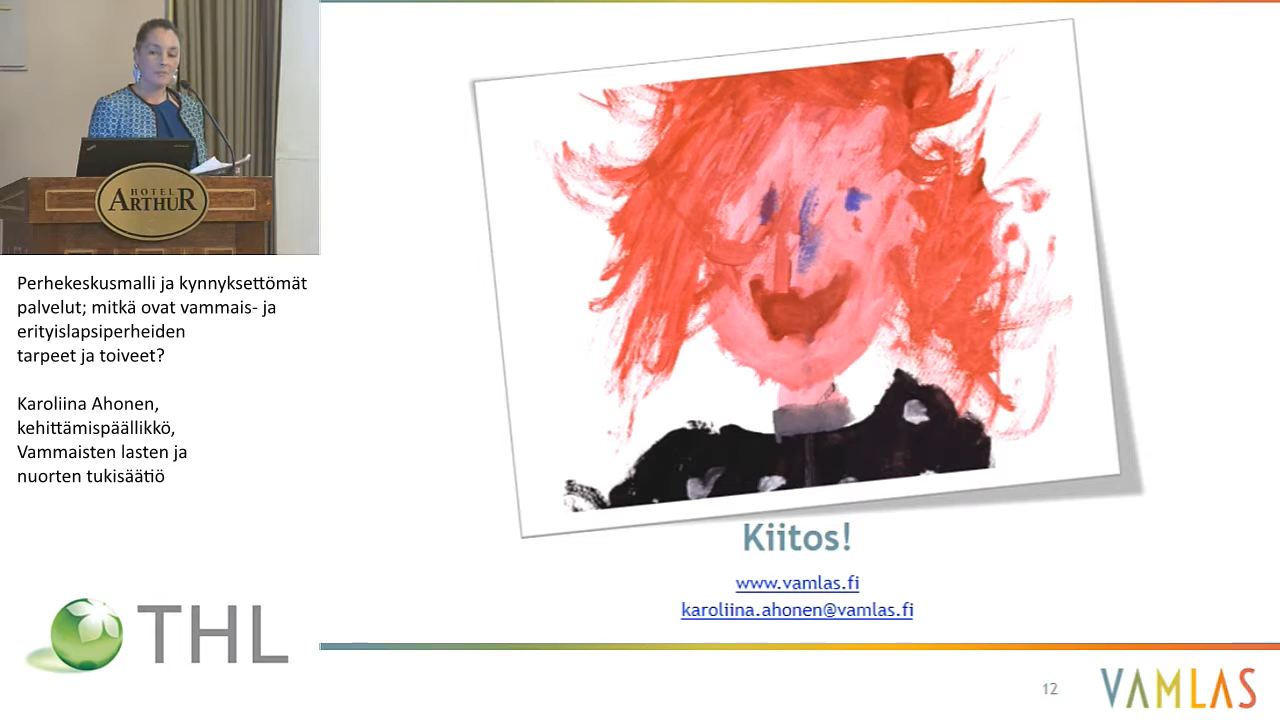 HOTEL
ARTHUR
Perhekeskusmalli ja kynnyksettömät
palvelut; mitkä ovat vammais- ja
erityislapsiperheiden
tarpeet ja toiveet?
Karoliina Ahonen,
kehittämispäällikkö,
Vammaisten lasten ja
nuorten tukisäätiö
THL
Kiitos!
www.vamlas.fi
karoliina.ahonen@vamlas.fi
12
VAMLAS